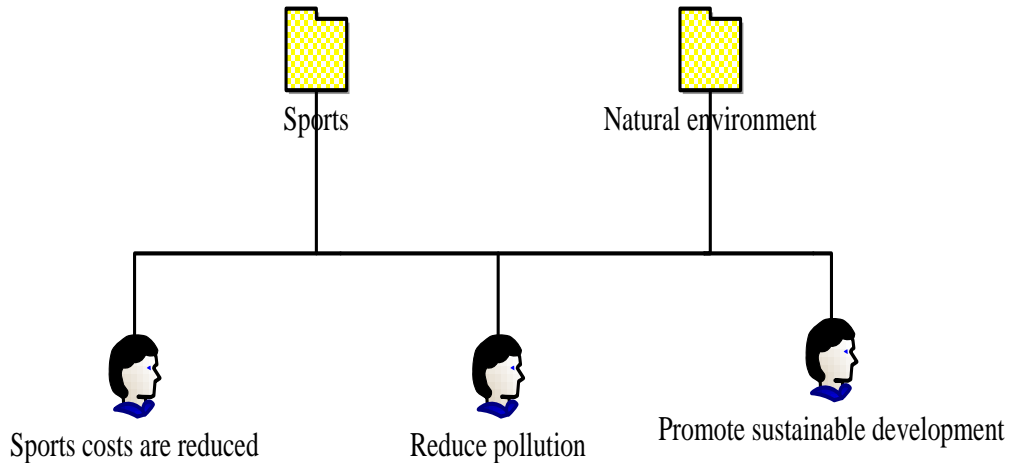 Sports
Natural environment
Sports costs are reduced
Reduce pollution
Promote sustainable development